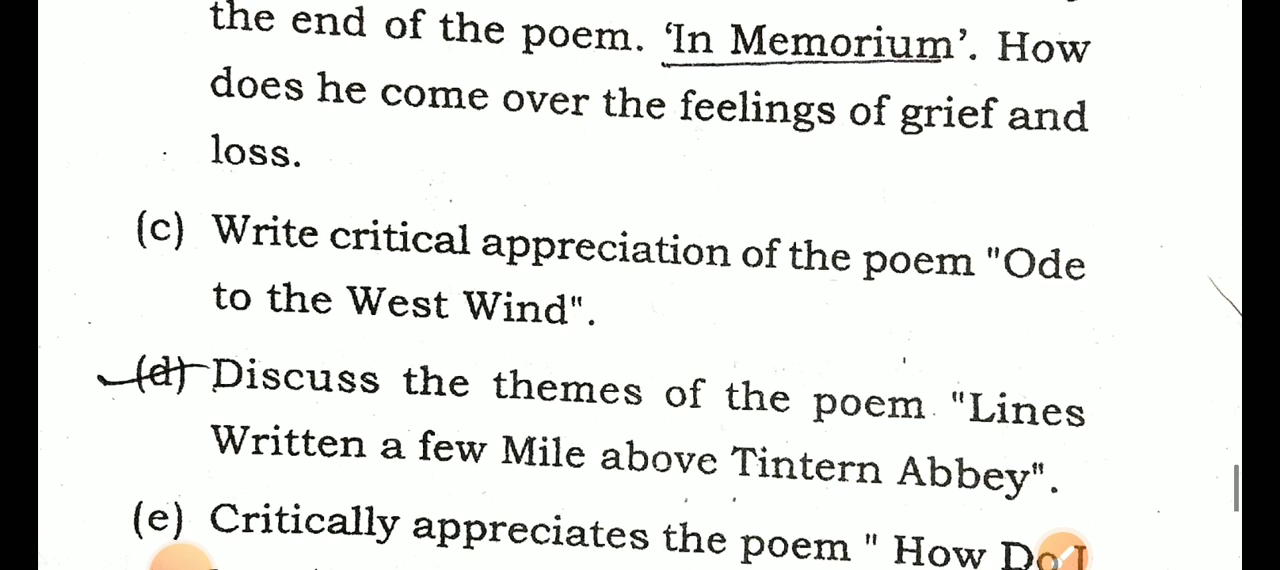 the end of the poem. ‘In Memorium’. How
does he come over the feelings of grief and
loss.
(c) Write critical appreciation of the poem "Ode
to the West Wind".
(d) Discuss the themes of the poem "Lines
Written a few Mile above Tintern Abbey".
(e) Critically appreciates the poem " How Do I